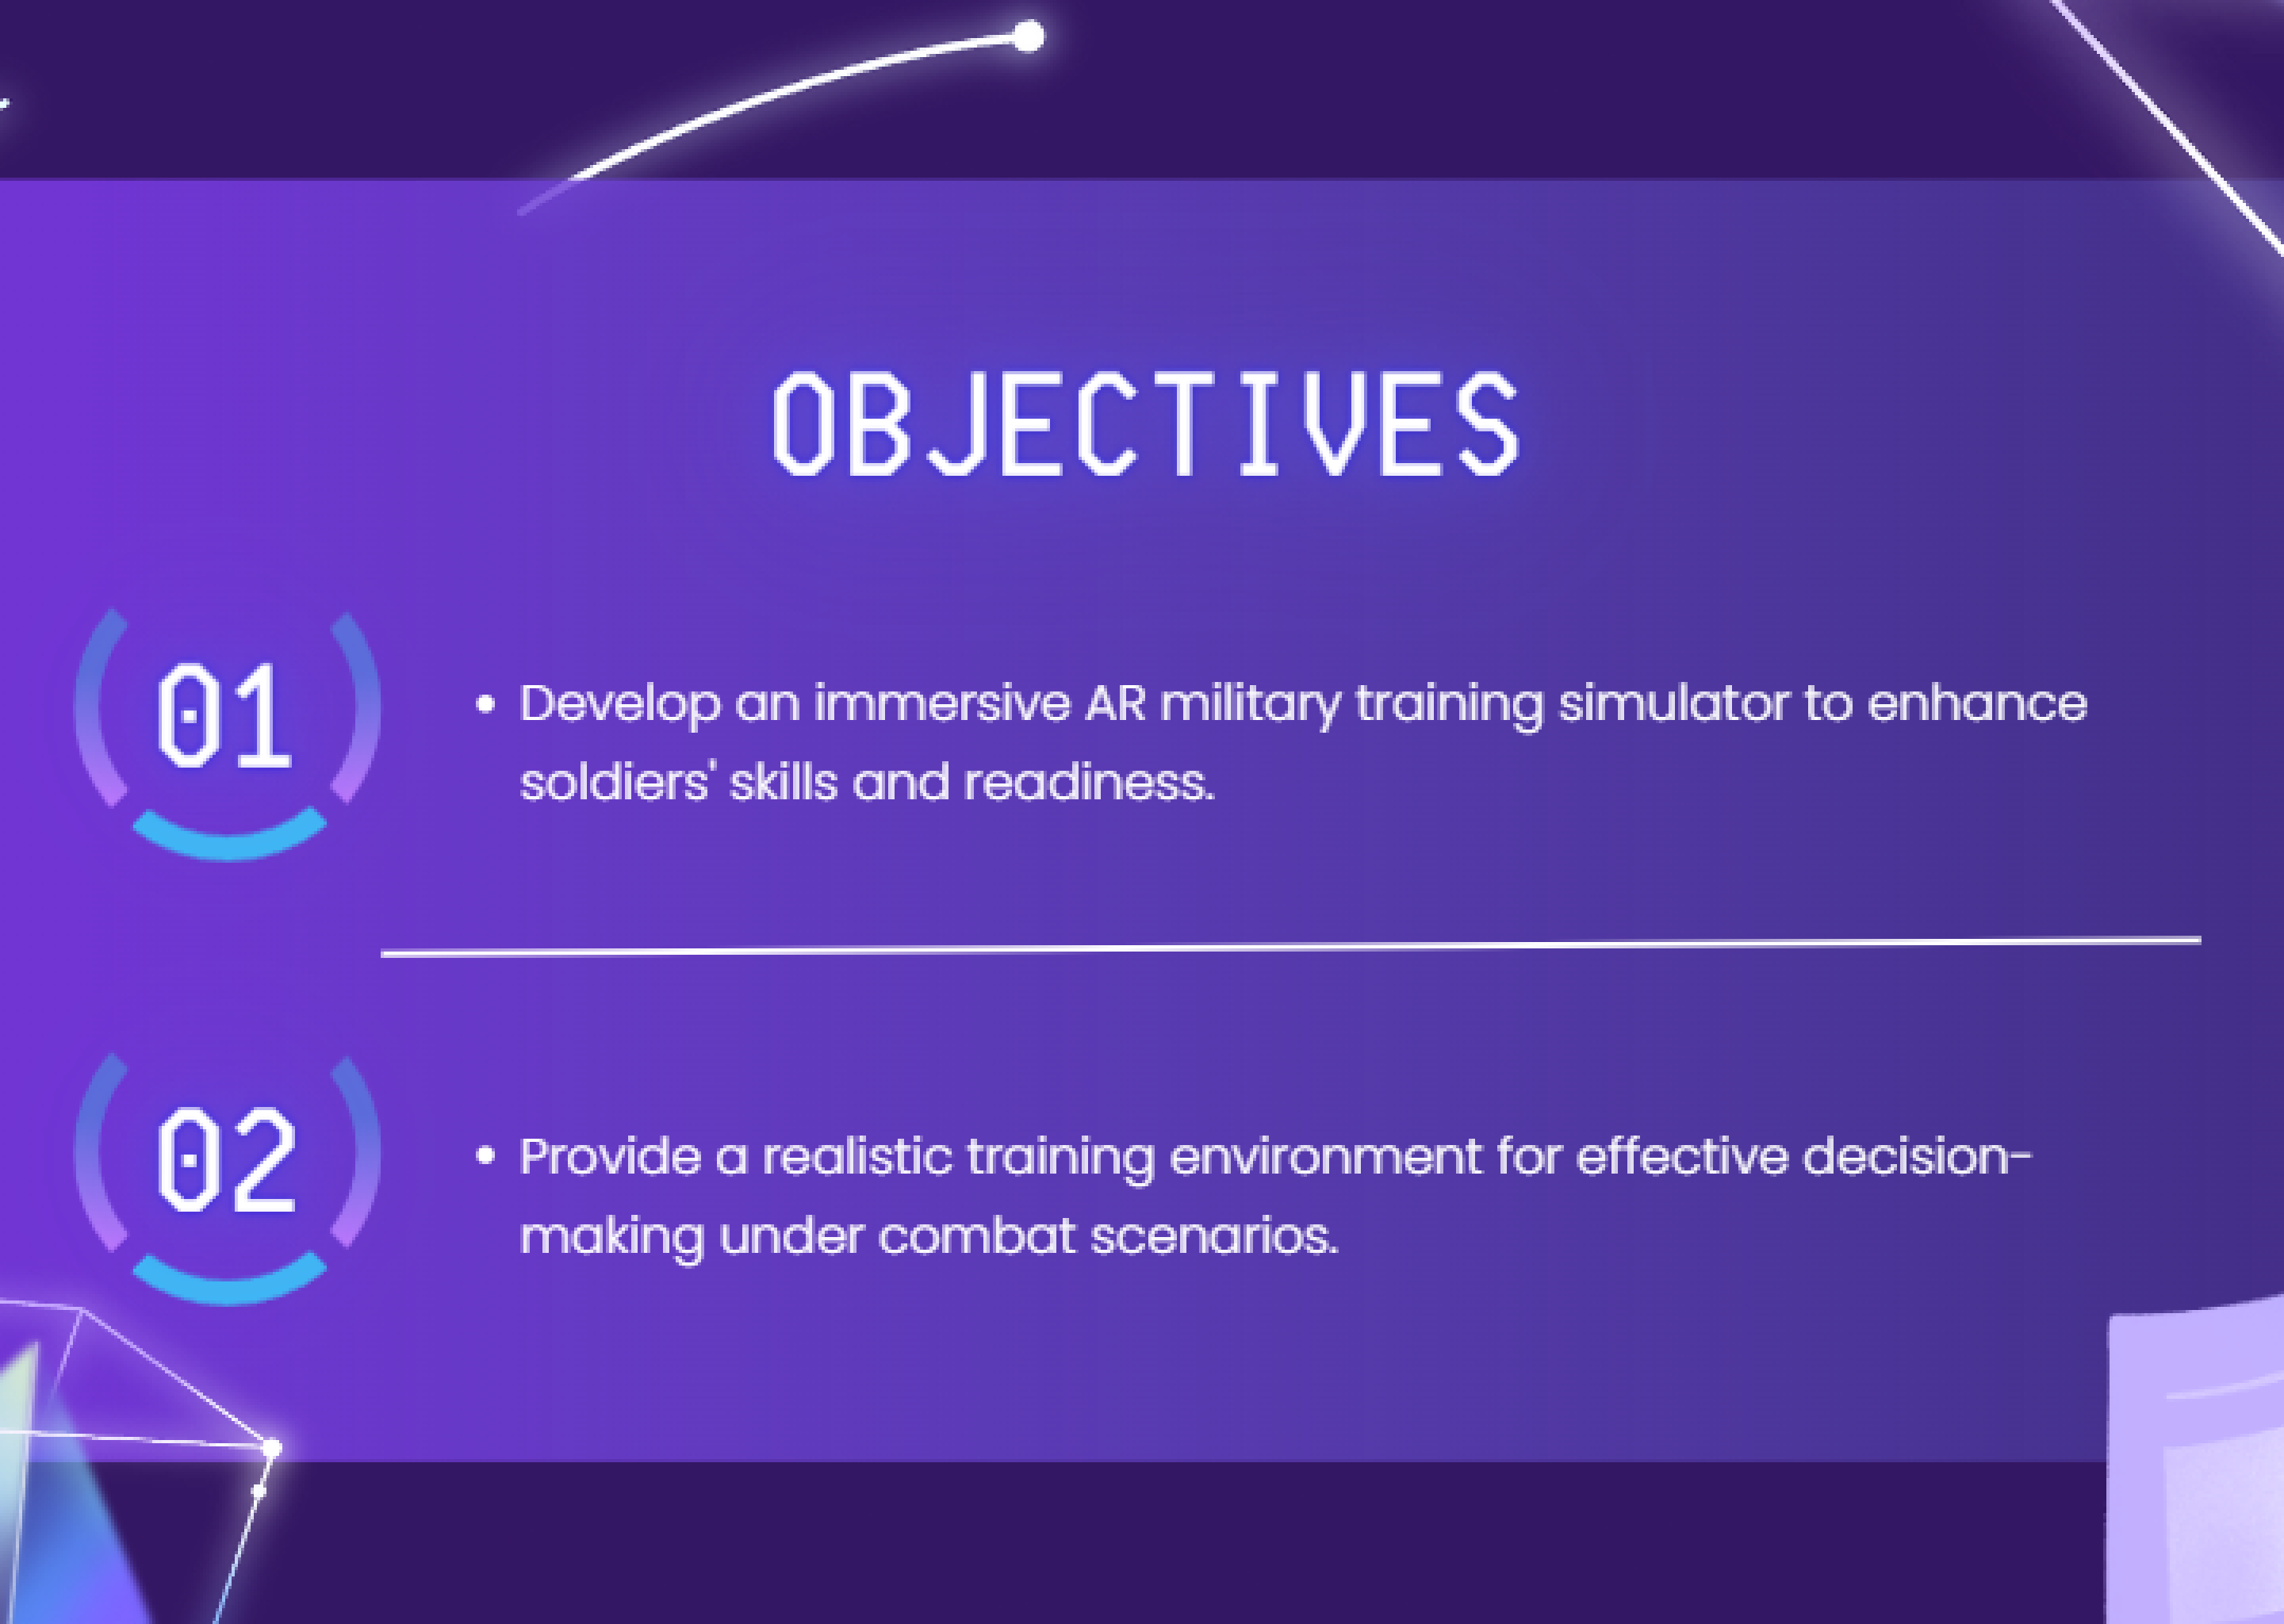 OBJECTIVES
01
• Develop an immersive AR military training simulator to enhance
soldiers' skills and readiness.
02
• Provide a realistic training environment for effective decision-
making under combat scenarios.